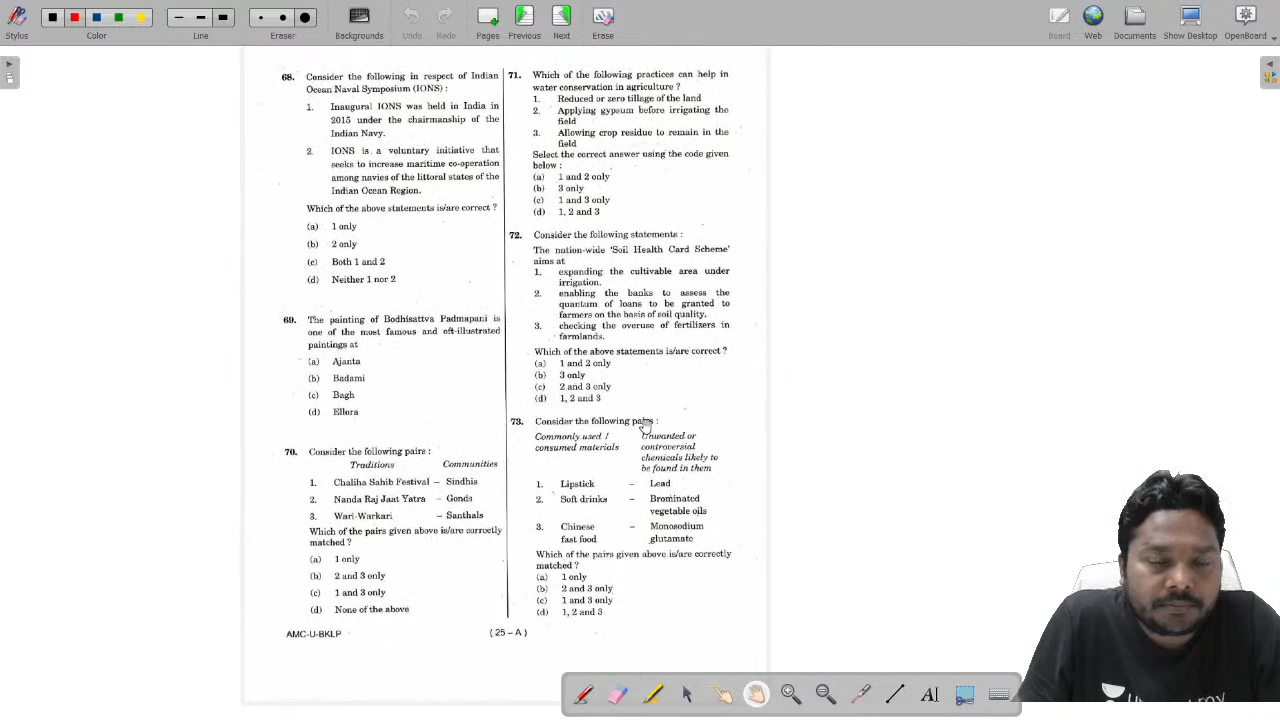 Stylus
Color
Line
Eraser
Backgrounds
Undo
Redo
Pages
Previous
Next
Erase
Board
Web
Documents
Show Desktop
OpenBoard
68. Consider the following in respect of Indian
Ocean Naval Symposium (IONS) :
1. Inaugural IONS was held in India in
2015 under the chairmanship of the
Indian Navy.
2. IONS is a voluntary initiative that
seeks to increase maritime co-operation
among navies of the littoral states of the
Indian Ocean Region.
Which of the above statements is/are correct ?
(a) 1 only
(b) 2 only
(c) Both 1 and 2
(d) Neither 1 nor 2
69. The painting of Bodhisattva Padmapani is
one of the most famous and oft-illustrated
paintings at
(a) Ajanta
(b) Badami
(c) Bagh
(d) Ellora
70. Consider the following pairs :
Traditions Communities
1. Chaliha Sahib Festival – Sindhis
2. Nanda Raj Jaat Yatra – Gonds
3. Wari-Warkari – Santhals
Which of the pairs given above is/are correctly
matched ?
(a) 1 only
(b) 2 and 3 only
(c) 1 and 3 only
(d) None of the above
71. Which of the following practices can help in
water conservation in agriculture ?
1. Reduced or zero tillage of the land
2. Applying gypsum before irrigating the
field
3. Allowing crop residue to remain in the
field
Select the correct answer using the code given
below :
(a) 1 and 2 only
(b) 3 only
(c) 1 and 3 only
(d) 1, 2 and 3
72. Consider the following statements :
The nation-wide 'Soil Health Card Scheme'
aims at
1. expanding the cultivable area under
irrigation.
2. enabling the banks to assess the
quantum of loans to be granted to
farmers on the basis of soil quality.
3. checking the overuse of fertilizers in
farmlands.
Which of the above statements is/are correct ?
(a) 1 and 2 only
(b) 3 only
(c) 2 and 3 only
(d) 1, 2 and 3
73. Consider the following pairs :
Commonly used / Unwanted or
consumed materials controversial
chemicals likely to
be found in them
1. Lipstick – Lead
2. Soft drinks – Brominated
vegetable oils
3. Chinese – Monosodium
fast food glutamate
Which of the pairs given above is/are correctly
matched ?
(a) 1 only
(b) 2 and 3 only
(c) 1 and 3 only
(d) 1, 2 and 3
AMC-U-BKLP
( 25 – A )